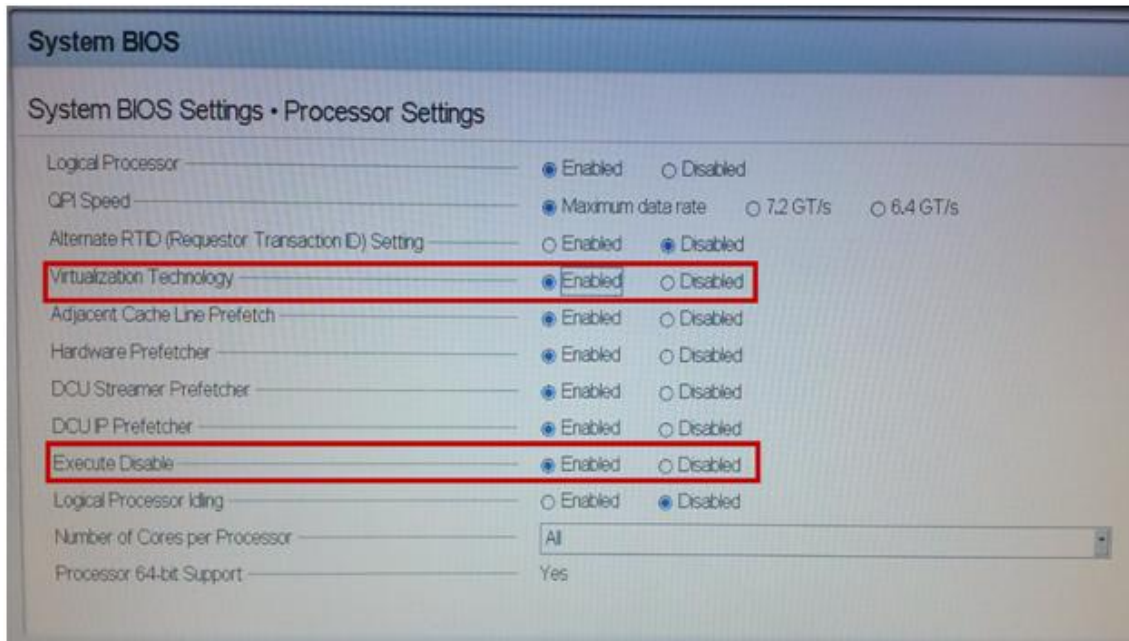 System BIOS
System BIOS Settings • Processor Settings
Logical Processor Enabled Disabled
QPI Speed Maximum data rate 7.2 GT/s 6.4 GT/s
Alternate RTID (Requestor Transaction ID) Setting Enabled Disabled
Virtualization Technology Enabled Disabled
Adjacent Cache Line Prefetch Enabled Disabled
Hardware Prefetcher Enabled Disabled
DCU Streamer Prefetcher Enabled Disabled
DCU IP Prefetcher Enabled Disabled
Execute Disable Enabled Disabled
Logical Processor Idling Enabled Disabled
Number of Cores per Processor All
Processor 64-bit Support Yes